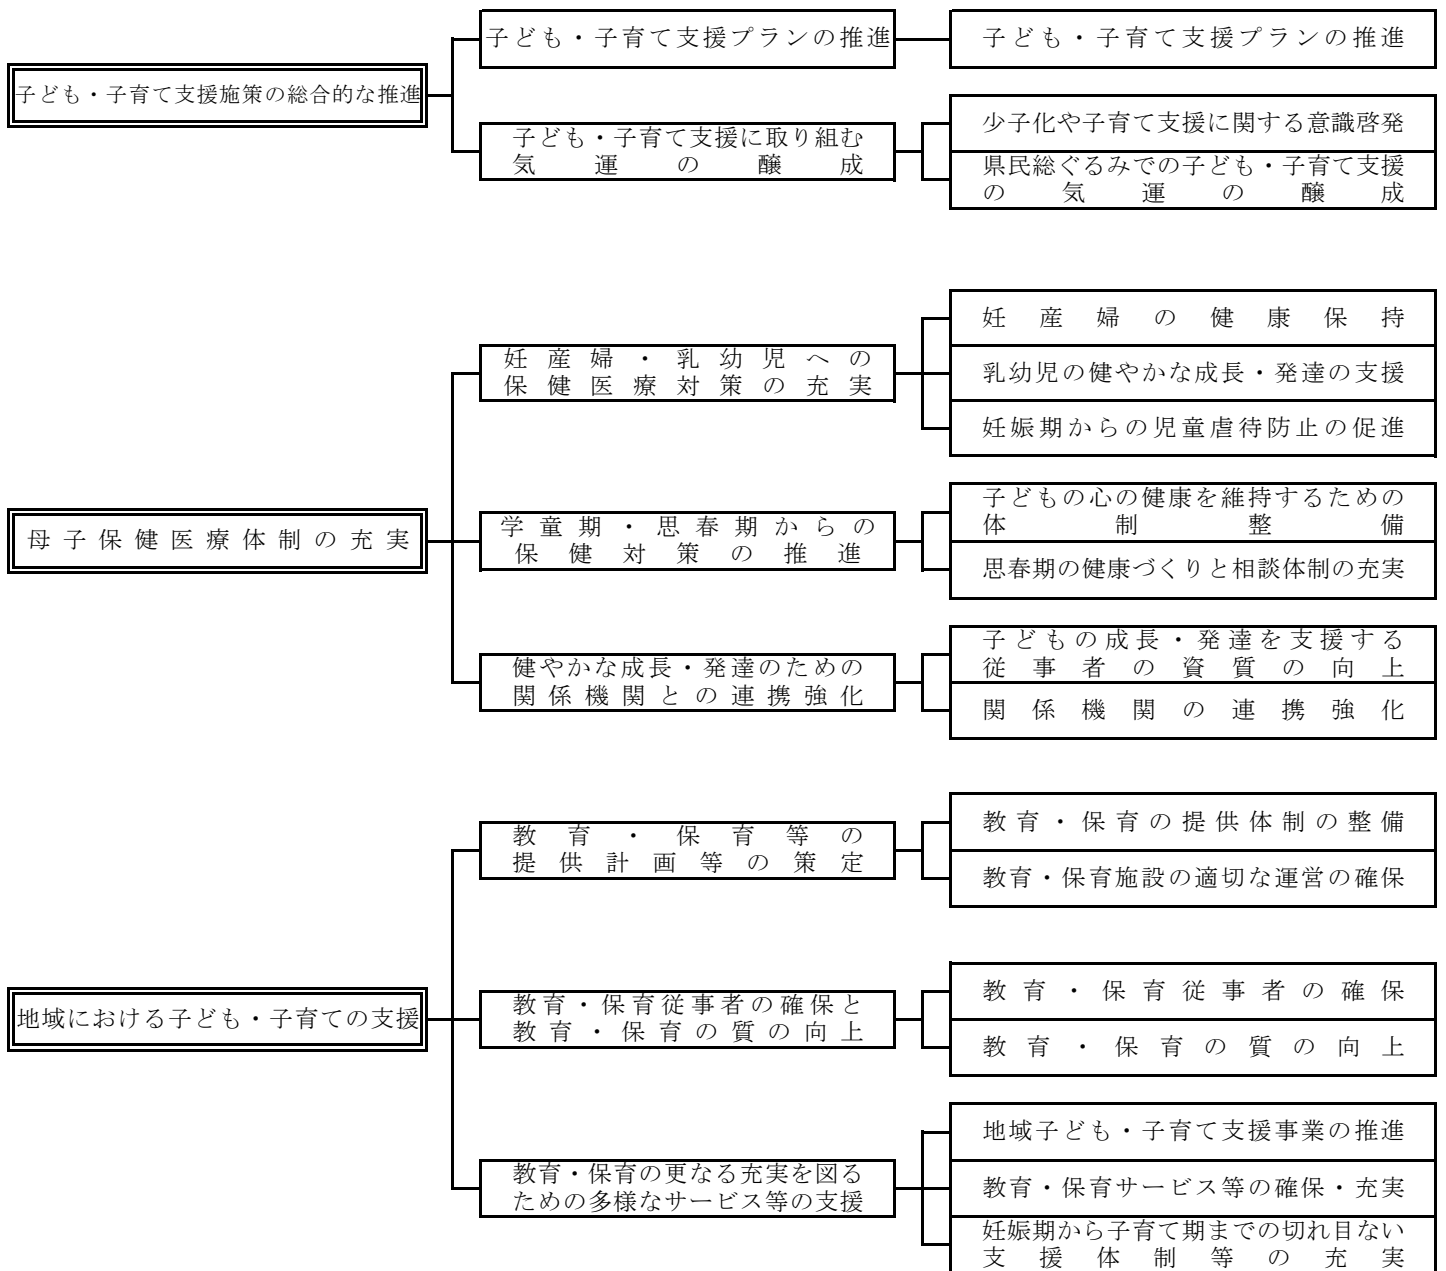 子ども・子育て支援施策の総合的な推進
子ども・子育て支援プランの推進
子ども・子育て支援プランの推進
子ども・子育て支援に取り組む
気運の醸成
少子化や子育て支援に関する意識啓発
県民総ぐるみでの子ども・子育て支援
の気運の醸成
母子保健医療体制の充実
妊産婦・乳幼児への
保健医療対策の充実
妊産婦の健康保持
乳幼児の健やかな成長・発達の支援
妊娠期からの児童虐待防止の促進
学童期・思春期からの
保健対策の推進
子どもの心の健康を維持するための
体制整備
思春期の健康づくりと相談体制の充実
健やかな成長・発達のための
関係機関との連携強化
子どもの成長・発達を支援する
従事者の資質の向上
関係機関の連携強化
地域における子ども・子育ての支援
教育・保育等の
提供計画等の策定
教育・保育の提供体制の整備
教育・保育施設の適切な運営の確保
教育・保育従事者の確保と
教育・保育の質の向上
教育・保育従事者の確保
教育・保育の質の向上
教育・保育の更なる充実を図る
ための多様なサービス等の支援
地域子ども・子育て支援事業の推進
教育・保育サービス等の確保・充実
妊娠期から子育て期までの切れ目ない
支援体制等の充実